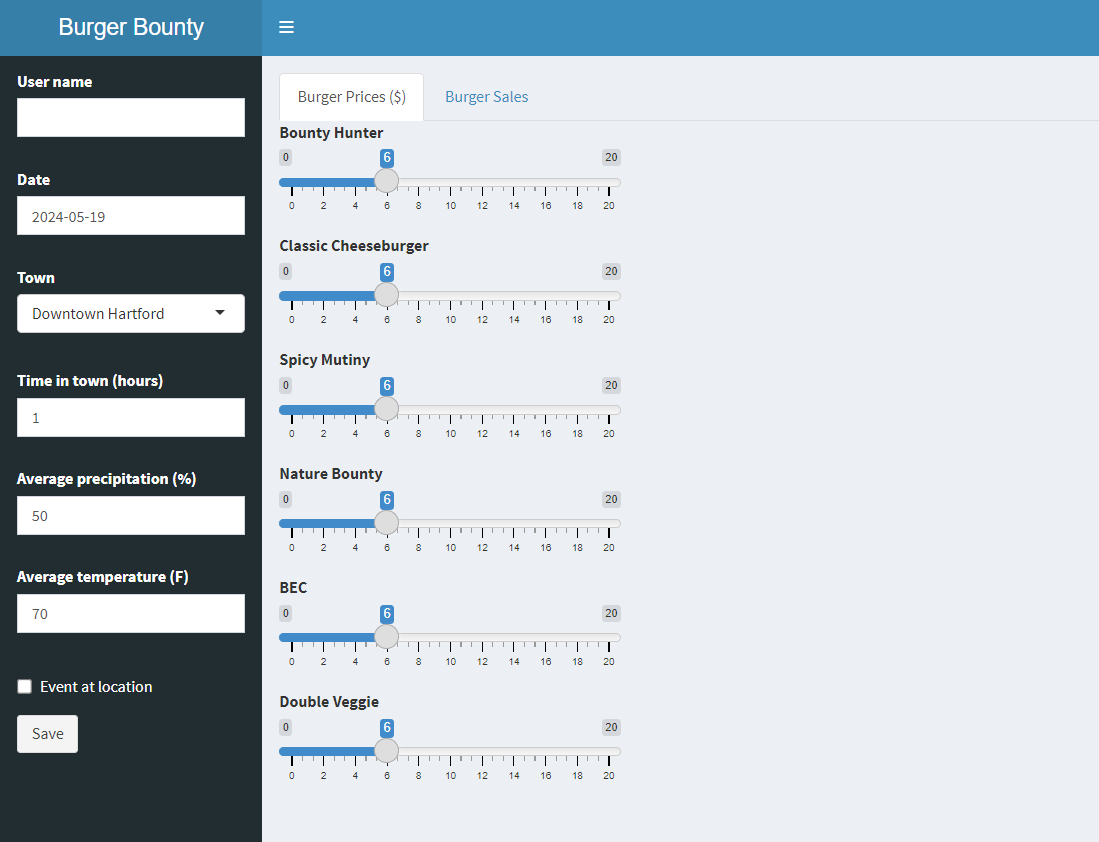 Burger Bounty
User name
Date
2024-05-19
Town
Downtown Hartford
Time in town (hours)
1
Average precipitation (%)
50
Average temperature (F)
70
Event at location
Save
Burger Prices ($) Burger Sales
Bounty Hunter
0 6 20
0 2 4 6 8 10 12 14 16 18 20
Classic Cheeseburger
0 6 20
0 2 4 6 8 10 12 14 16 18 20
Spicy Mutiny
0 6 20
0 2 4 6 8 10 12 14 16 18 20
Nature Bounty
0 6 20
0 2 4 6 8 10 12 14 16 18 20
BEC
0 6 20
0 2 4 6 8 10 12 14 16 18 20
Double Veggie
0 6 20
0 2 4 6 8 10 12 14 16 18 20